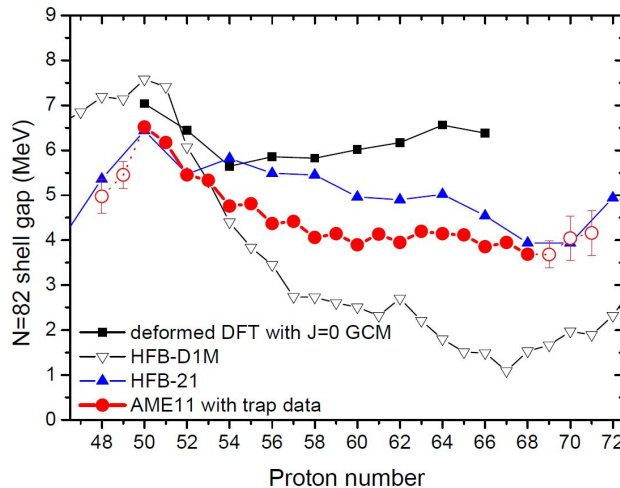 9
8
7
6
5
4
3
2
1
0
N=82 shell gap (MeV)
deformed DFT with J=0 GCM
HFB-D1M
HFB-21
AME11 with trap data
48 50 52 54 56 58 60 62 64 66 68 70 72
Proton number